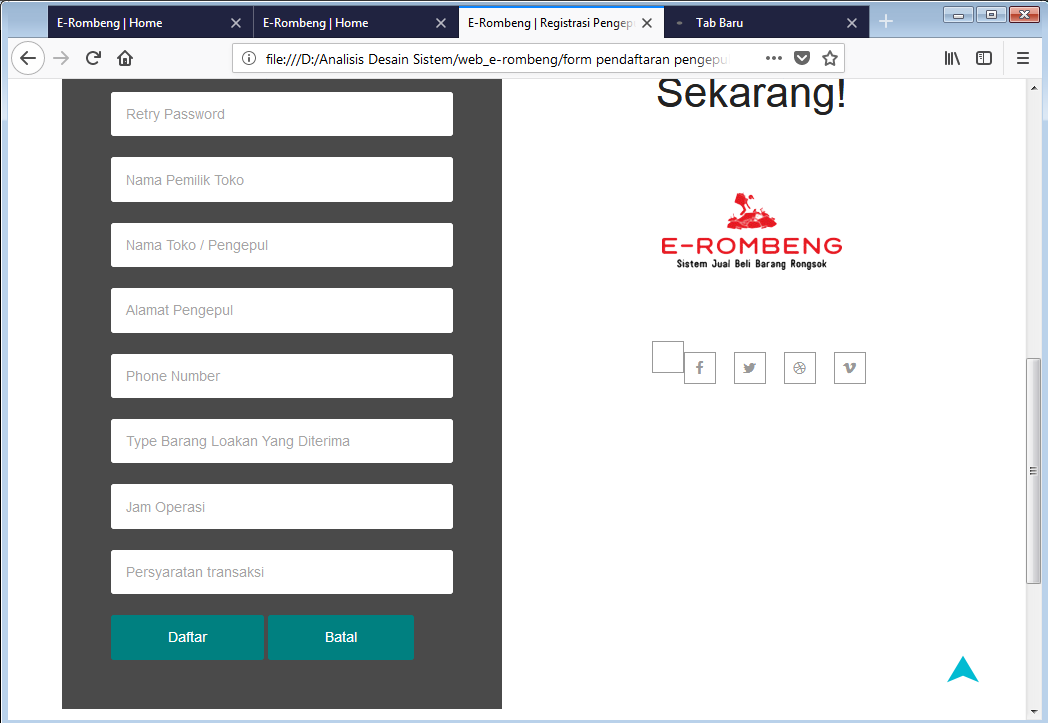 E-Rombeng | Home
E-Rombeng | Home
E-Rombeng | Registrasi Pengepu
Tab Baru
file:///D:/Analisis Desain Sistem/web_e-rombeng/form pendaftaran pengepu
Retry Password
Nama Pemilik Toko
Nama Toko / Pengepul
Alamat Pengepul
Phone Number
Type Barang Loakan Yang Diterima
Jam Operasi
Persyaratan transaksi
Daftar
Batal
Sekarang!
E-ROMBENG
Sistem Jual Beli Barang Rongsok